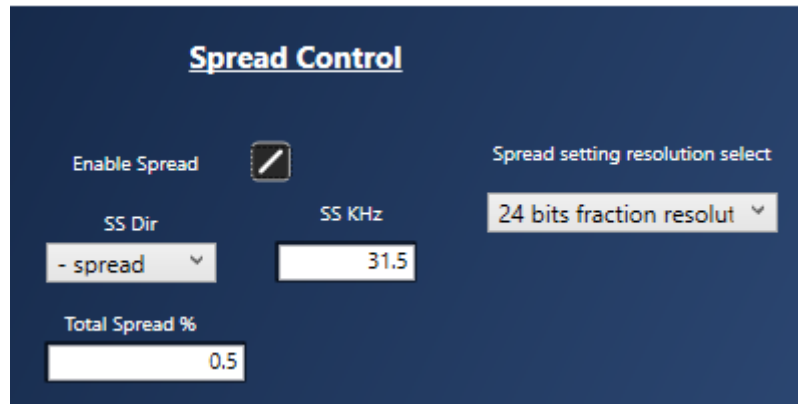 Spread Control
Enable Spread
Spread setting resolution select
SS Dir
SS KHz
24 bits fraction resolut
- spread
31.5
Total Spread %
0.5